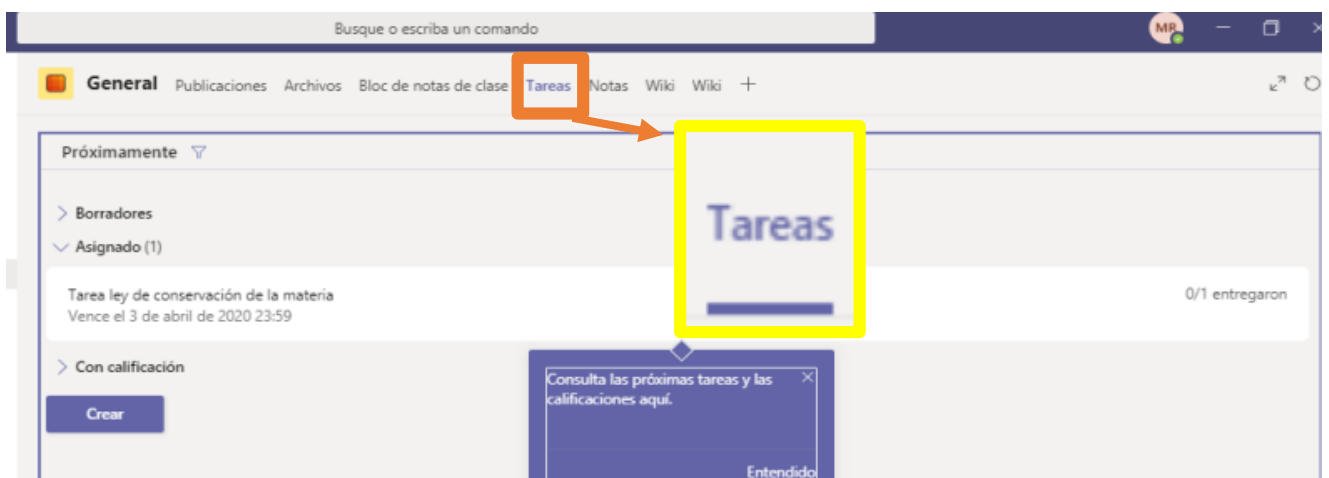 Busque o escriba un comando
MR
General Publicaciones Archivos Bloc de notas de clase Tareas Notas Wiki Wiki +
Próximamente
Borradores
Asignado (1)
Tareas
Tarea ley de conservación de la materia
Vence el 3 de abril de 2020 23:59
0/1 entregaron
Con calificación
Crear
Consulta las próximas tareas y las
calificaciones aquí.
Entendido